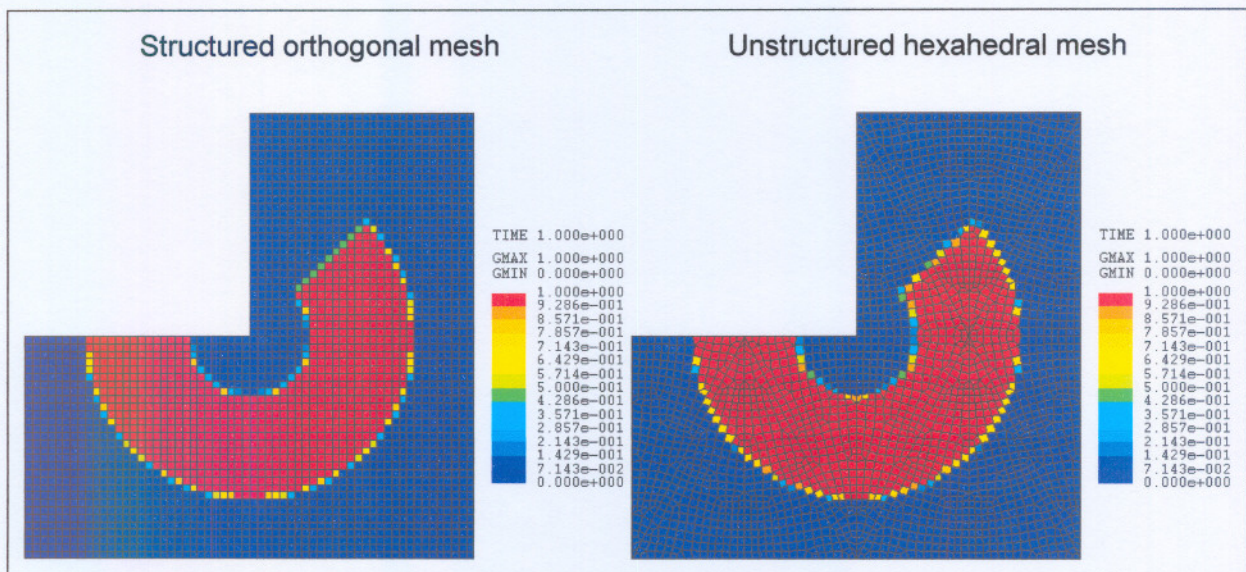 Structured orthogonal mesh
Unstructured hexahedral mesh
TIME 1.000e+000
GMAX 1.000e+000
GMIN 0.000e+000
1.000e+000
9.286e-001
8.571e-001
7.857e-001
7.143e-001
6.429e-001
5.714e-001
5.000e-001
4.286e-001
3.571e-001
2.857e-001
2.143e-001
1.429e-001
7.143e-002
0.000e+000
TIME 1.000e+000
GMAX 1.000e+000
GMIN 0.000e+000
1.000e+000
9.286e-001
8.571e-001
7.857e-001
7.143e-001
6.429e-001
5.714e-001
5.000e-001
4.286e-001
3.571e-001
2.857e-001
2.143e-001
1.429e-001
7.143e-002
0.000e+000